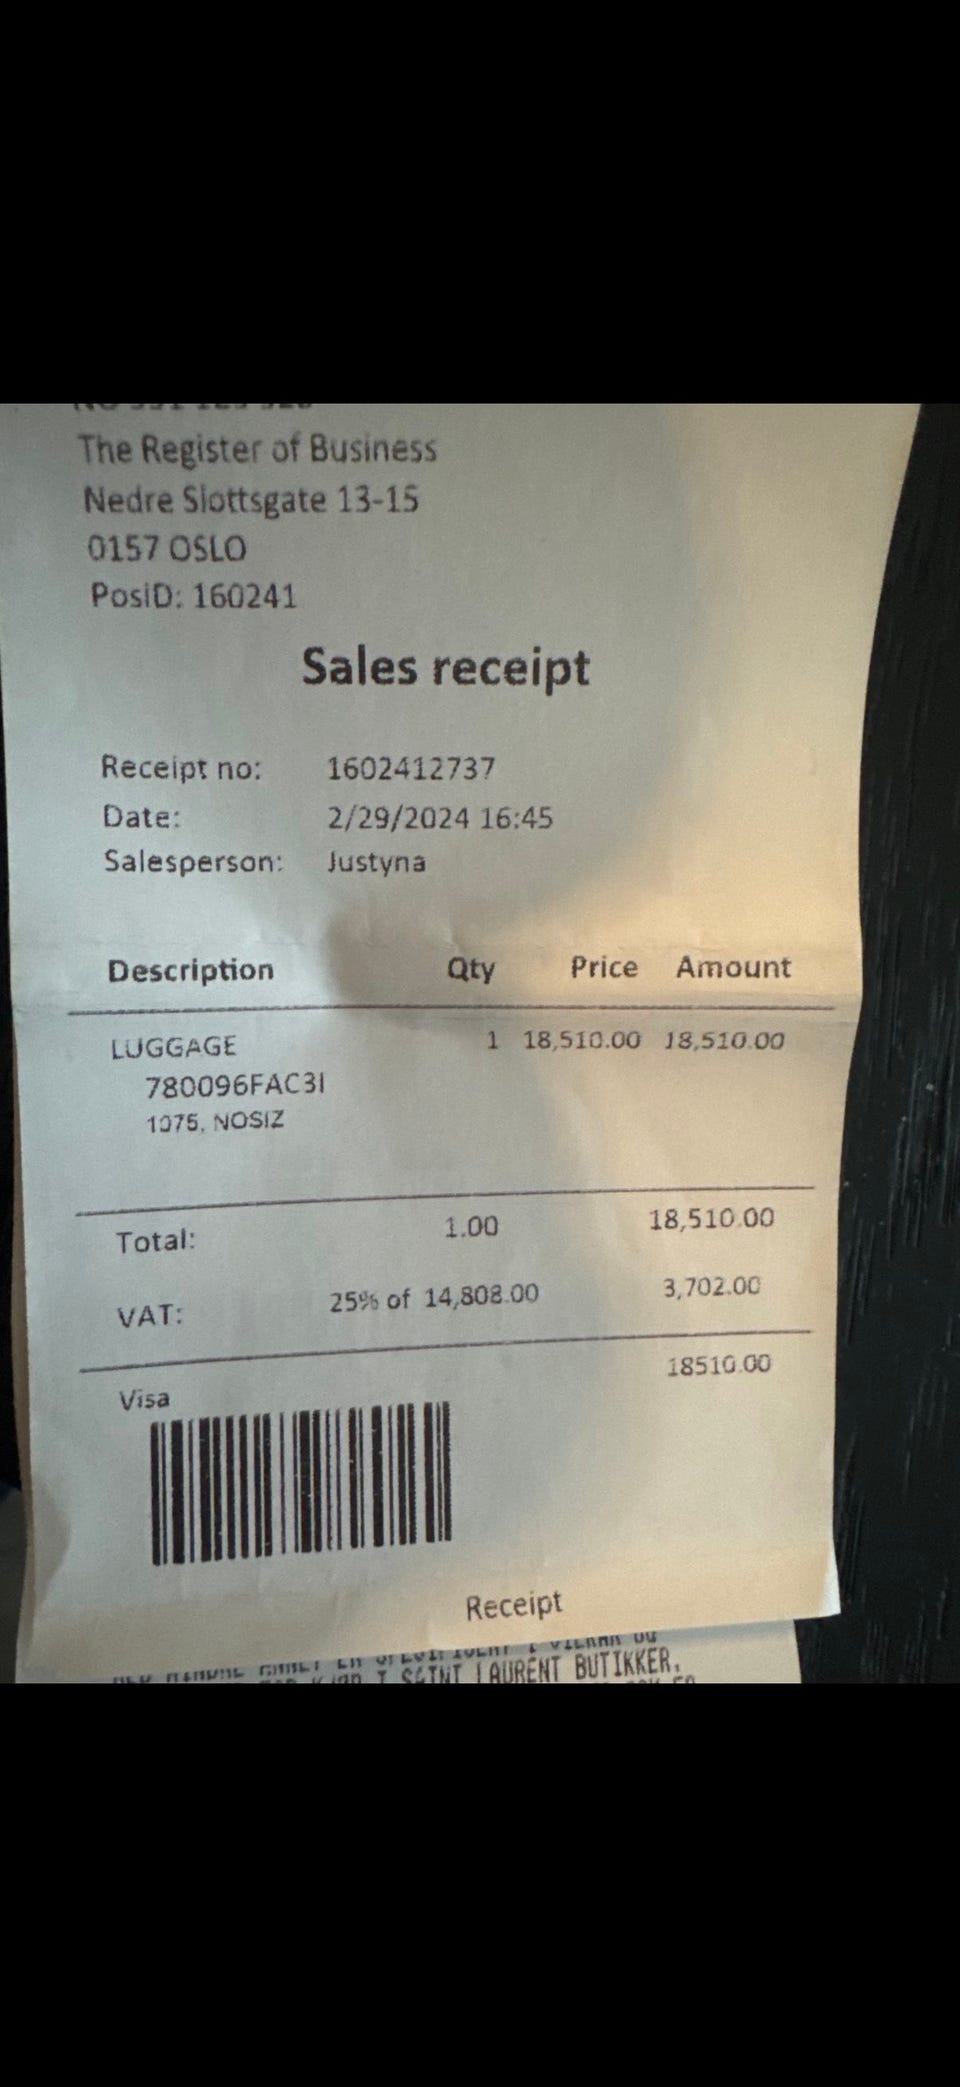 The Register of Business
Nedre Slottsgate 13-15
0157 OSLO
PosID: 160241
Sales receipt
Receipt no: 1602412737
Date: 2/29/2024 16:45
Salesperson: Justyna
Description Qty Price Amount
LUGGAGE 1 18,510.00 18,510.00
780096FAC3I
1075, NOSIZ
Total: 1.00 18,510.00
VAT: 25% of 14,808.00 3,702.00
Visa 18510.00
Receipt
I SAINT LAURENT BUTIKKER.